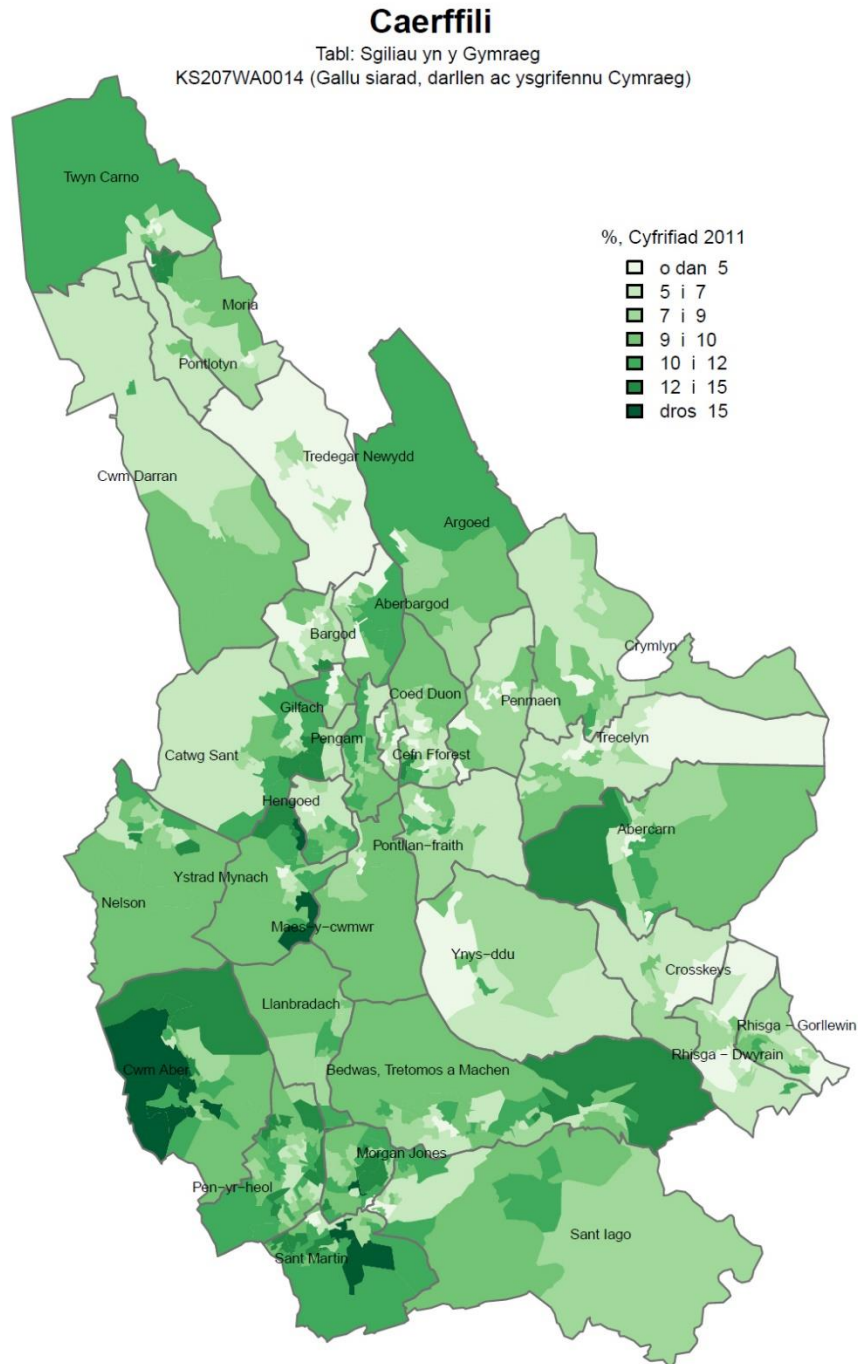 Caerffili
Tabl: Sgiliau yn y Gymraeg
KS207WA0014 (Gallu siarad, darllen ac ysgrifennu Cymraeg)
Twyn Carno
%, Cyfrifiad 2011
o dan 5
5 i 7
7 i 9
9 i 10
10 i 12
12 i 15
dros 15
Moria
Pontlotyn
Tredegar Newydd
Cwm Darran
Argoed
Aberbargod
Bargod
Crymlyn
Coed Duon
Penmaen
Gilfach
Trecelyn
Pengam
Catwg Sant
Cefn Fforest
Hengoed
Abercarn
Pontllan-fraith
Ystrad Mynach
Nelson
Maes-y-cwmwr
Ynys-ddu
Crosskeys
Llanbradach
Rhisga - Gorllewin
Rhisga - Dwyrain
Cwm Aber
Bedwas, Tretomos a Machen
Morgan Jones
Pen-yr-heol
Sant Iago
Sant Martin